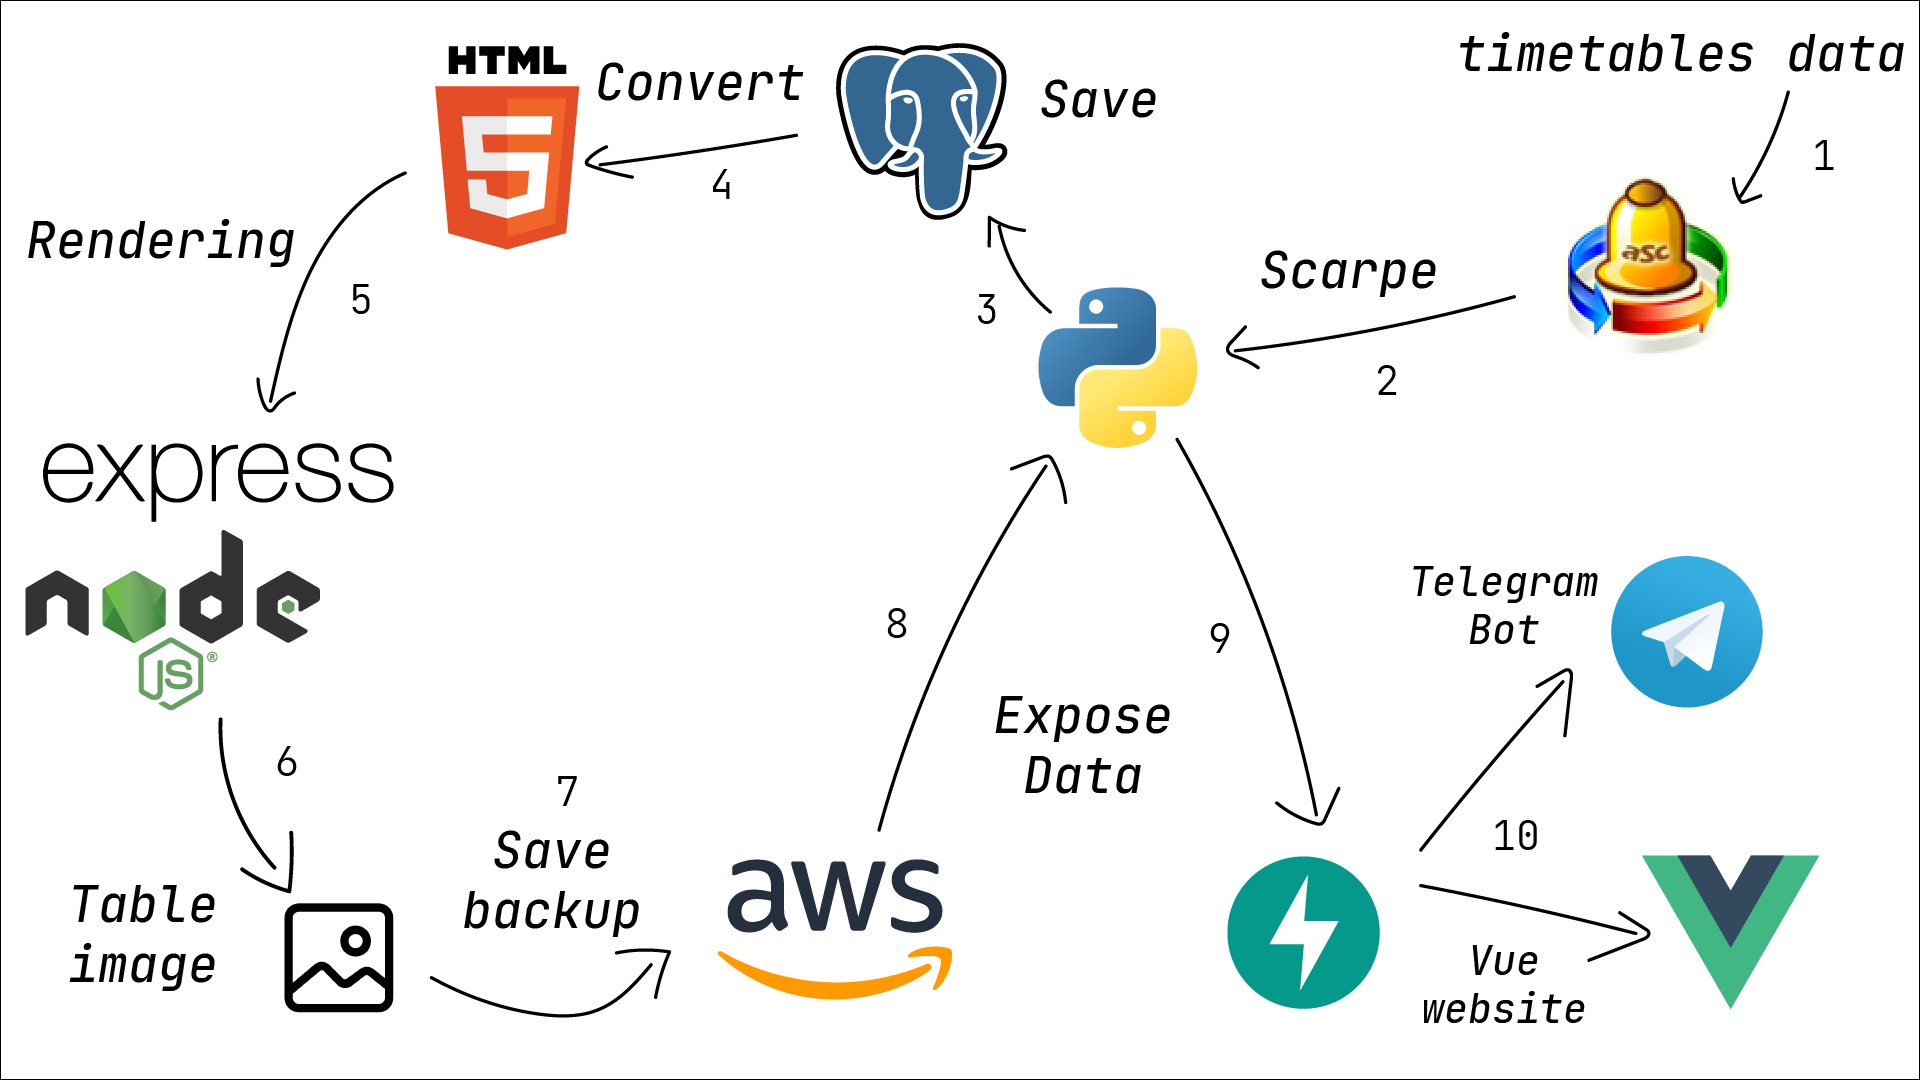 timetables data
1
asc
Scarpe
2
3
Save
Convert
4
HTML
5
Rendering
5
express
node
JS®
6
Table
image
7
Save
backup
aws
8
Expose
Data
9
10
Telegram
Bot
Vue
website